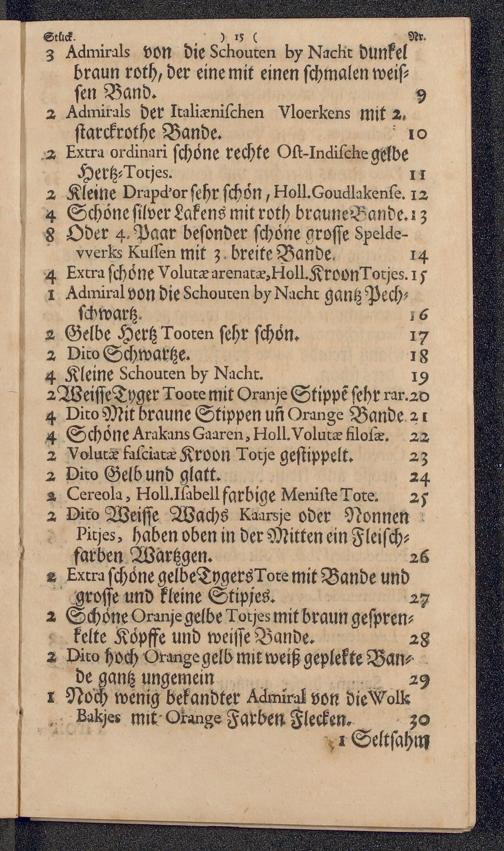 Stück. ) 15 ( Nr.
3 Admirals von die Schouten by Nacht dunkel
braun roth, der eine mit einen schmalen weis-
sen Band. 9
2 Admirals der Italiænischen Vloerkens mit 2.
starckrothe Bande. 10
2 Extra ordinari schöne rechte Ost-Indische gelbe
Hertz-Totjes. 11
2 Kleine Drapd'or sehr schön, Holl. Goudlakense. 12
4 Schöne silver Lakens mit roth braune Bande. 13
8 Oder 4. Paar besonder schöne grosse Spelde-
vverks Kussen mit 3. breite Bande. 14
4 Extra schöne Volutæ arenatæ, Holl. Kroon Totjes. 15
1 Admiral von die Schouten by Nacht gantz Pech-
schwartz. 16
2 Gelbe Hertz Tooten sehr schön. 17
2 Dito Schwartze. 18
4 Kleine Schouten by Nacht. 19
2 Weisse Tyger Toote mit Oranje Stippē sehr rar. 20
4 Dito Mit braune Stippen uñ Orange Bande. 21
4 Schöne Arakans Gaaren, Holl. Volutæ filosæ. 22
2 Volutæ fasciatæ Kroon Totje gestippelt. 23
2 Dito Gelb und glatt. 24
2 Cereola, Holl. Isabell farbige Meniste Tote. 25
2 Dito Weisse Wachs Kaarsje oder Nonnen
Pitjes, haben oben in der Mitten ein Fleisch-
farben Wärtzgen. 26
2 Extra schöne gelbe Tygers Tote mit Bande und
grosse und kleine Stipjes. 27
2 Schöne Oranje gelbe Totjes mit braun gespren-
kelte Köpffe und weisse Bande. 28
2 Dito hoch Orange gelb mit weiß geplekte Ban-
de gantz ungemein 29
1 Noch wenig bekandter Admiral von die Wolk
Bakjes mit Orange Farben Flecken. 30
1 Seltsahm